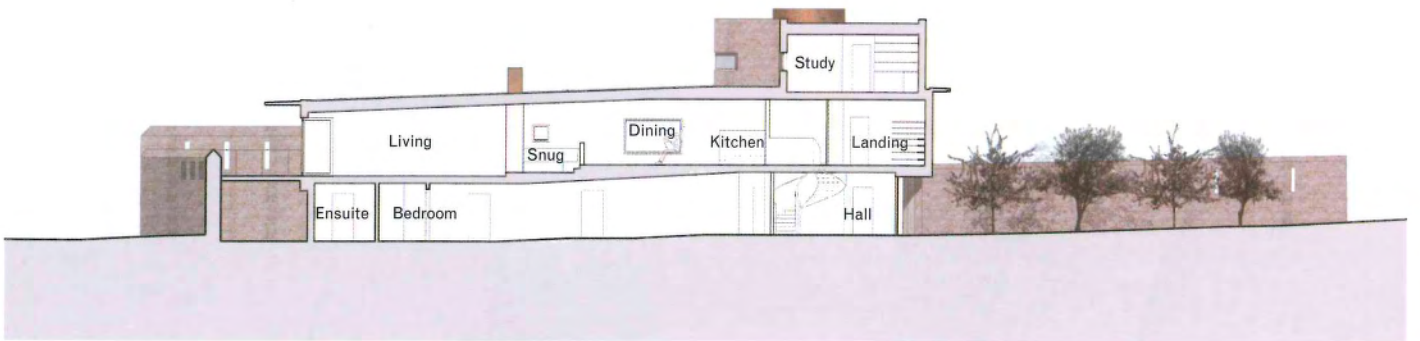 Study
Living
Snug
Dining
Kitchen
Landing
Ensuite
Bedroom
Hall